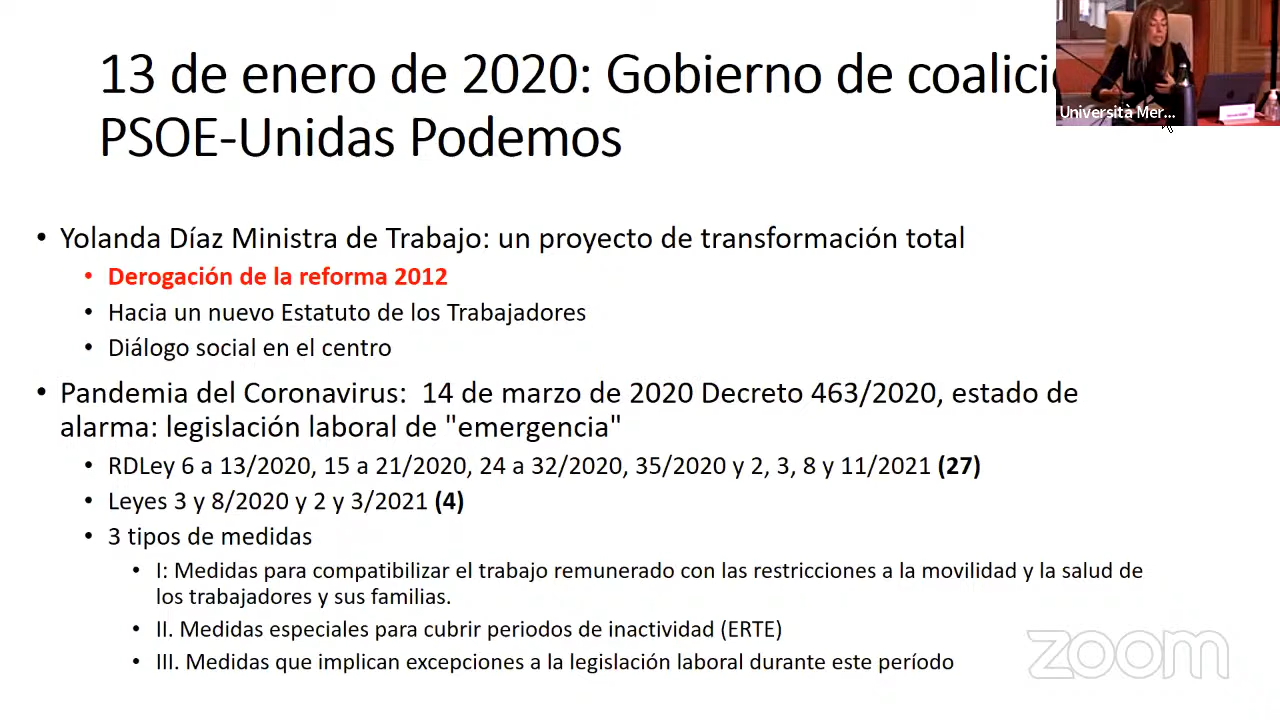 13 de enero de 2020: Gobierno de coalici
PSOE-Unidas Podemos
Università Mer...
• Yolanda Díaz Ministra de Trabajo: un proyecto de transformación total
• Derogación de la reforma 2012
• Hacia un nuevo Estatuto de los Trabajadores
• Diálogo social en el centro
• Pandemia del Coronavirus: 14 de marzo de 2020 Decreto 463/2020, estado de
alarma: legislación laboral de "emergencia"
• RDLey 6 a 13/2020, 15 a 21/2020, 24 a 32/2020, 35/2020 y 2, 3, 8 y 11/2021 (27)
• Leyes 3 y 8/2020 y 2 y 3/2021 (4)
• 3 tipos de medidas
• I: Medidas para compatibilizar el trabajo remunerado con las restricciones a la movilidad y la salud de
los trabajadores y sus familias.
• II. Medidas especiales para cubrir periodos de inactividad (ERTE)
• III. Medidas que implican excepciones a la legislación laboral durante este período
zoom